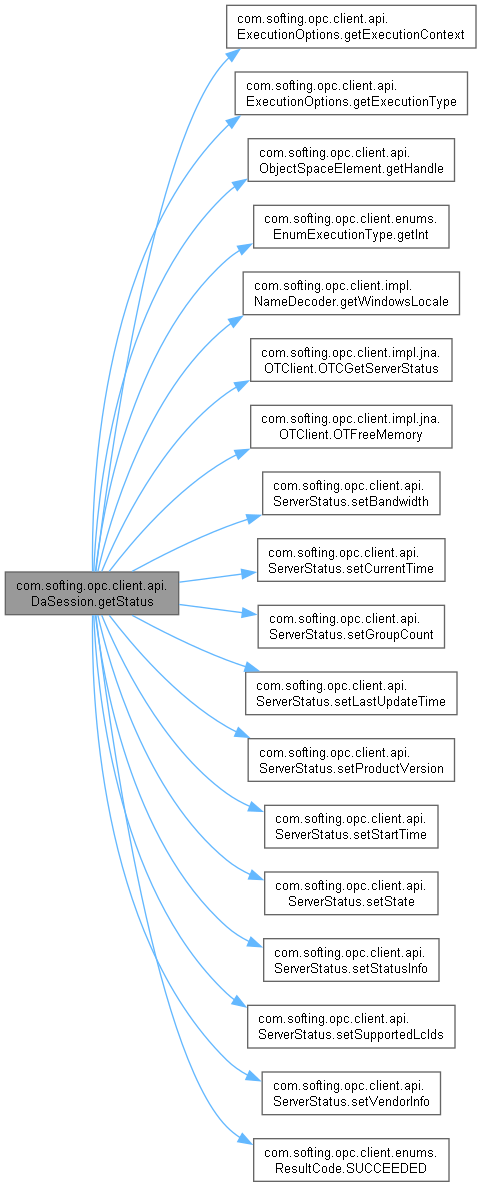 com.softing.opc.client.api.
ExecutionOptions.getExecutionContext
com.softing.opc.client.api.
ExecutionOptions.getExecutionType
com.softing.opc.client.api.
ObjectSpaceElement.getHandle
com.softing.opc.client.enums.
EnumExecutionType.getInt
com.softing.opc.client.impl.
NameDecoder.getWindowsLocale
com.softing.opc.client.impl.jna.
OTClient.OTCGetServerStatus
com.softing.opc.client.impl.jna.
OTClient.OTFreeMemory
com.softing.opc.client.api.
ServerStatus.setBandwidth
com.softing.opc.client.api.
ServerStatus.setCurrentTime
com.softing.opc.client.api.
DaSession.getStatus
com.softing.opc.client.api.
ServerStatus.setGroupCount
com.softing.opc.client.api.
ServerStatus.setLastUpdateTime
com.softing.opc.client.api.
ServerStatus.setProductVersion
com.softing.opc.client.api.
ServerStatus.setStartTime
com.softing.opc.client.api.
ServerStatus.setState
com.softing.opc.client.api.
ServerStatus.setStatusInfo
com.softing.opc.client.api.
ServerStatus.setSupportedLcIds
com.softing.opc.client.api.
ServerStatus.setVendorInfo
com.softing.opc.client.enums.
ResultCode.SUCCEEDED